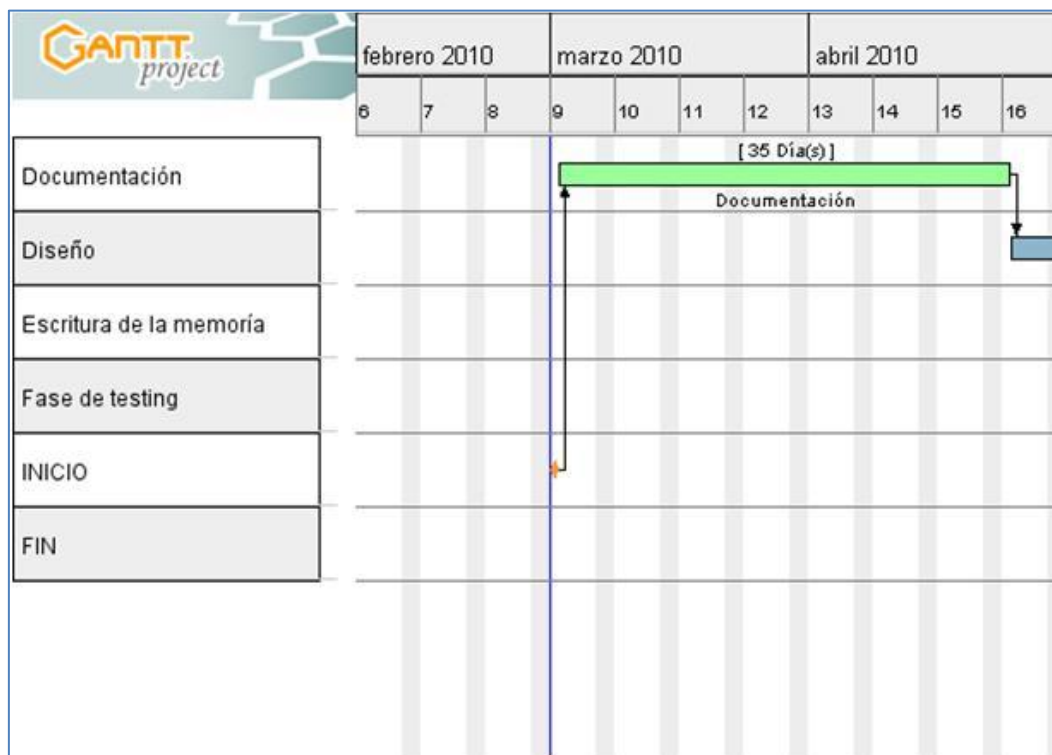 GANTT
project
febrero 2010 marzo 2010 abril 2010
6 7 8 9 10 11 12 13 14 15 16
Documentación
[ 35 Día(s) ]
Documentación
Diseño
Escritura de la memoría
Fase de testing
INICIO
FIN